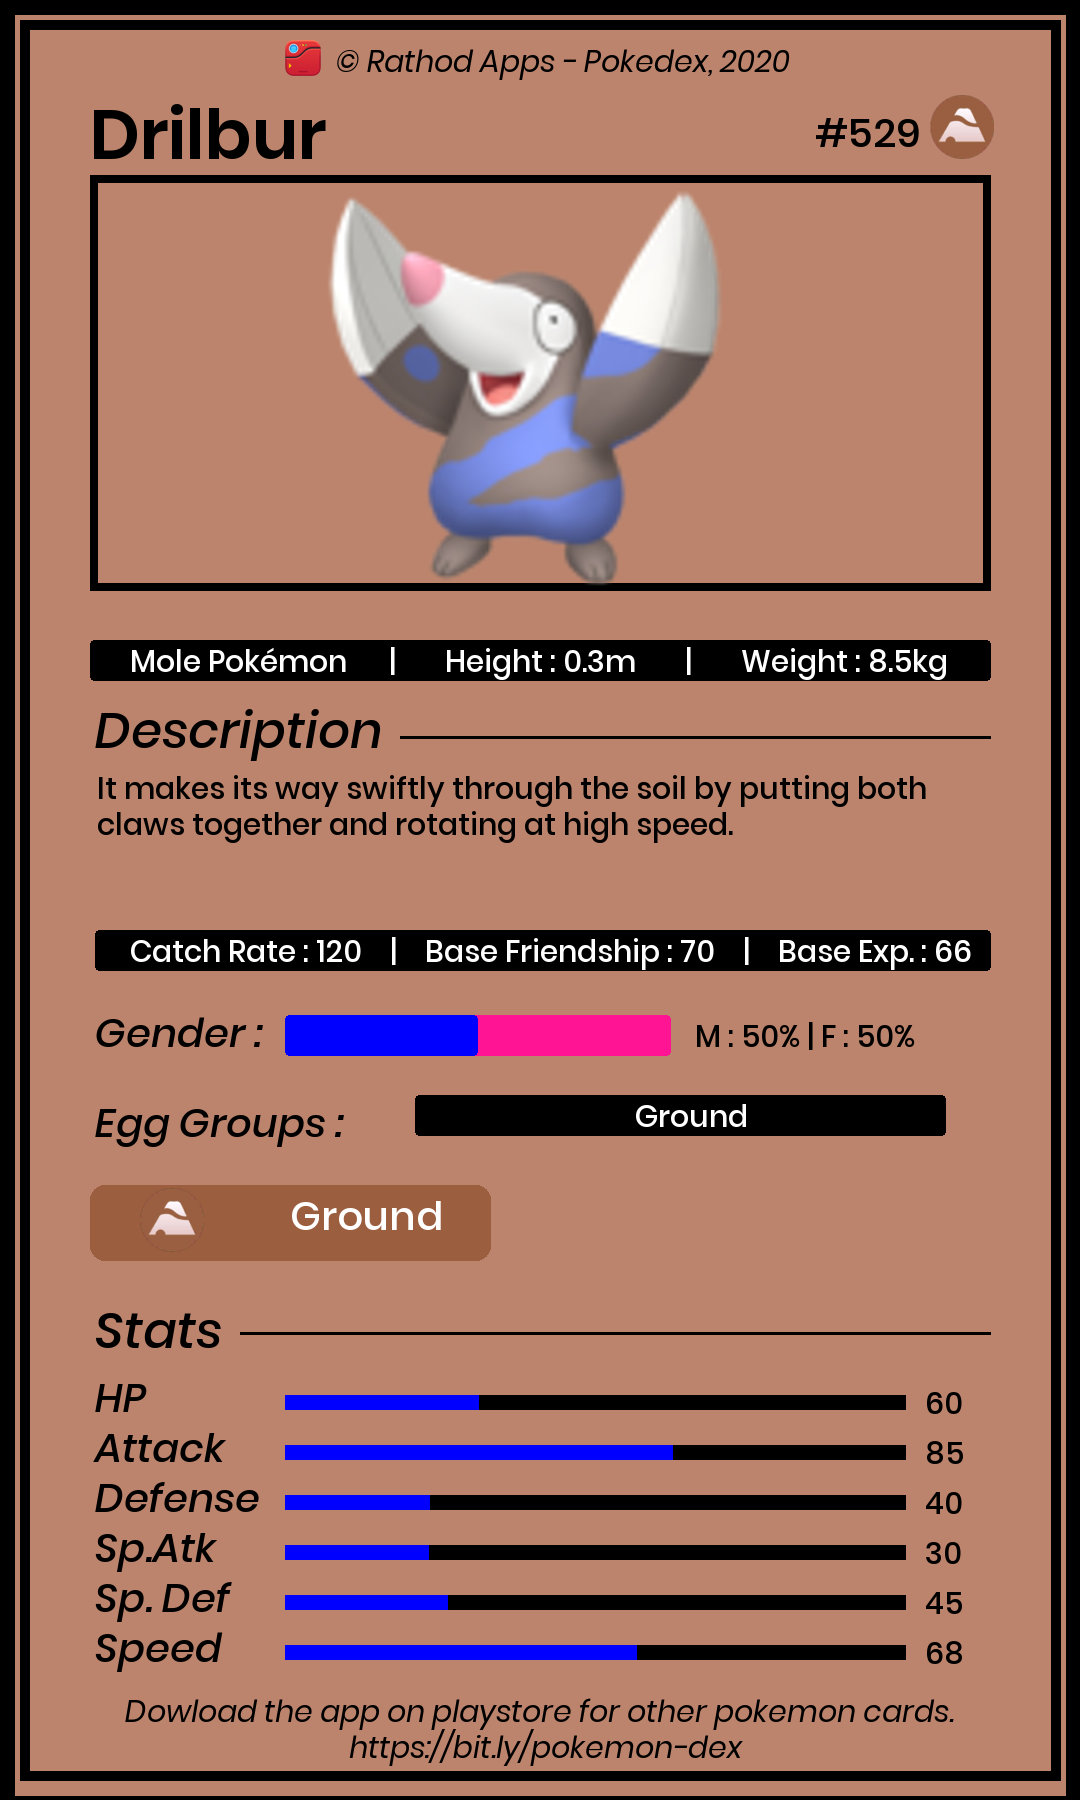 © Rathod Apps - Pokedex, 2020
Drilbur
#529
Mole Pokémon | Height : 0.3m | Weight : 8.5kg
Description
It makes its way swiftly through the soil by putting both
claws together and rotating at high speed.
Catch Rate : 120 | Base Friendship : 70 | Base Exp. : 66
Gender : M : 50% | F : 50%
Egg Groups : Ground
Ground
Stats
HP 60
Attack 85
Defense 40
Sp.Atk 30
Sp. Def 45
Speed 68
Dowload the app on playstore for other pokemon cards.
https://bit.ly/pokemon-dex